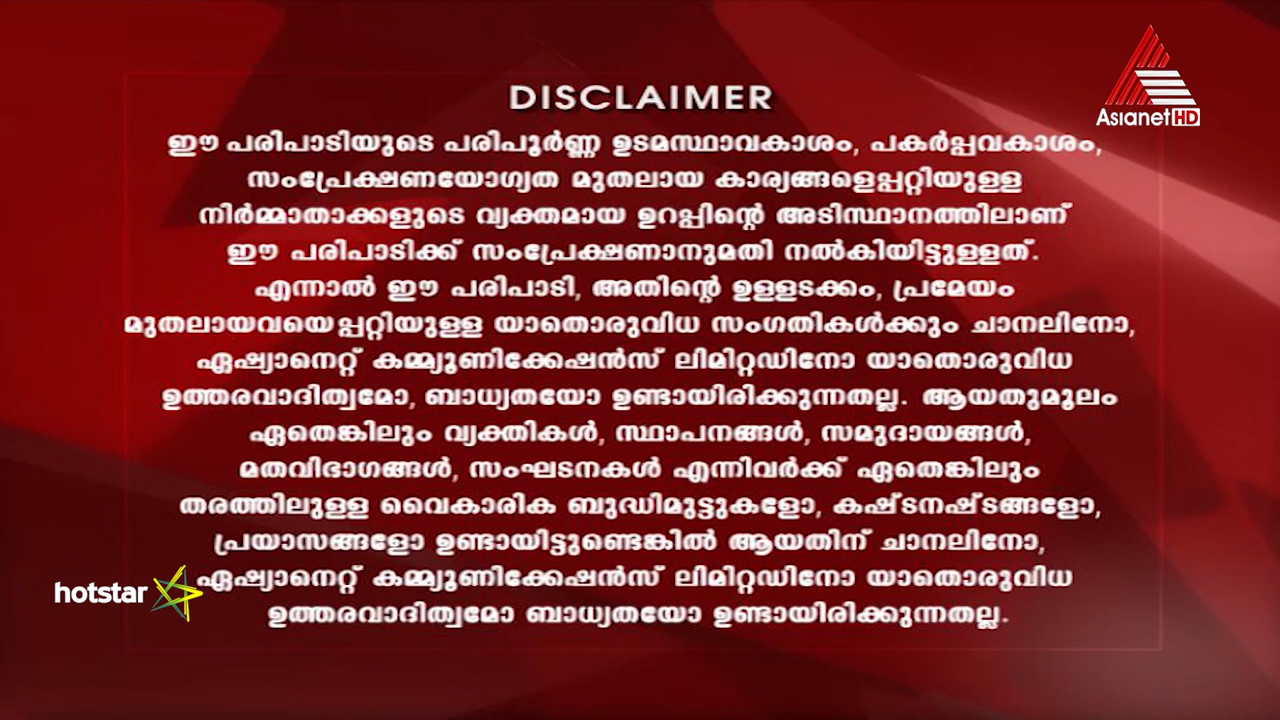 DISCLAIMER
AsianetHD
ഈ പരിപാടിയുടെ പരിപൂർണ്ണ ഉടമസ്ഥാവകാശം, പകർപ്പവകാശം,
സംപ്രേക്ഷണയോഗ്യത മുതലായ കാര്യങ്ങളെപ്പറ്റിയുള്ള
നിർമ്മാതാക്കളുടെ വ്യക്തമായ ഉറപ്പിന്റെ അടിസ്ഥാനത്തിലാണ്
ഈ പരിപാടിക്ക് സംപ്രേക്ഷണാനുമതി നൽകിയിട്ടുള്ളത്.
എന്നാൽ ഈ പരിപാടി, അതിന്റെ ഉള്ളടക്കം, പ്രമേയം
മുതലായവയെപ്പറ്റിയുള്ള യാതൊരുവിധ സംഗതികൾക്കും ചാനലിനോ,
ഏഷ്യാനെറ്റ് കമ്മ്യൂണിക്കേഷൻസ് ലിമിറ്റഡിനോ യാതൊരുവിധ
ഉത്തരവാദിത്വമോ, ബാധ്യതയോ ഉണ്ടായിരിക്കുന്നതല്ല. ആയതുമൂലം
ഏതെങ്കിലും വ്യക്തികൾ, സ്ഥാപനങ്ങൾ, സമുദായങ്ങൾ,
മതവിഭാഗങ്ങൾ, സംഘടനകൾ എന്നിവർക്ക് ഏതെങ്കിലും
തരത്തിലുള്ള വൈകാരിക ബുദ്ധിമുട്ടുകളോ, കഷ്ടനഷ്ടങ്ങളോ,
പ്രയാസങ്ങളോ ഉണ്ടായിട്ടുണ്ടെങ്കിൽ ആയതിന് ചാനലിനോ,
ഏഷ്യാനെറ്റ് കമ്മ്യൂണിക്കേഷൻസ് ലിമിറ്റഡിനോ യാതൊരുവിധ
hotstar
ഉത്തരവാദിത്വമോ ബാധ്യതയോ ഉണ്ടായിരിക്കുന്നതല്ല.